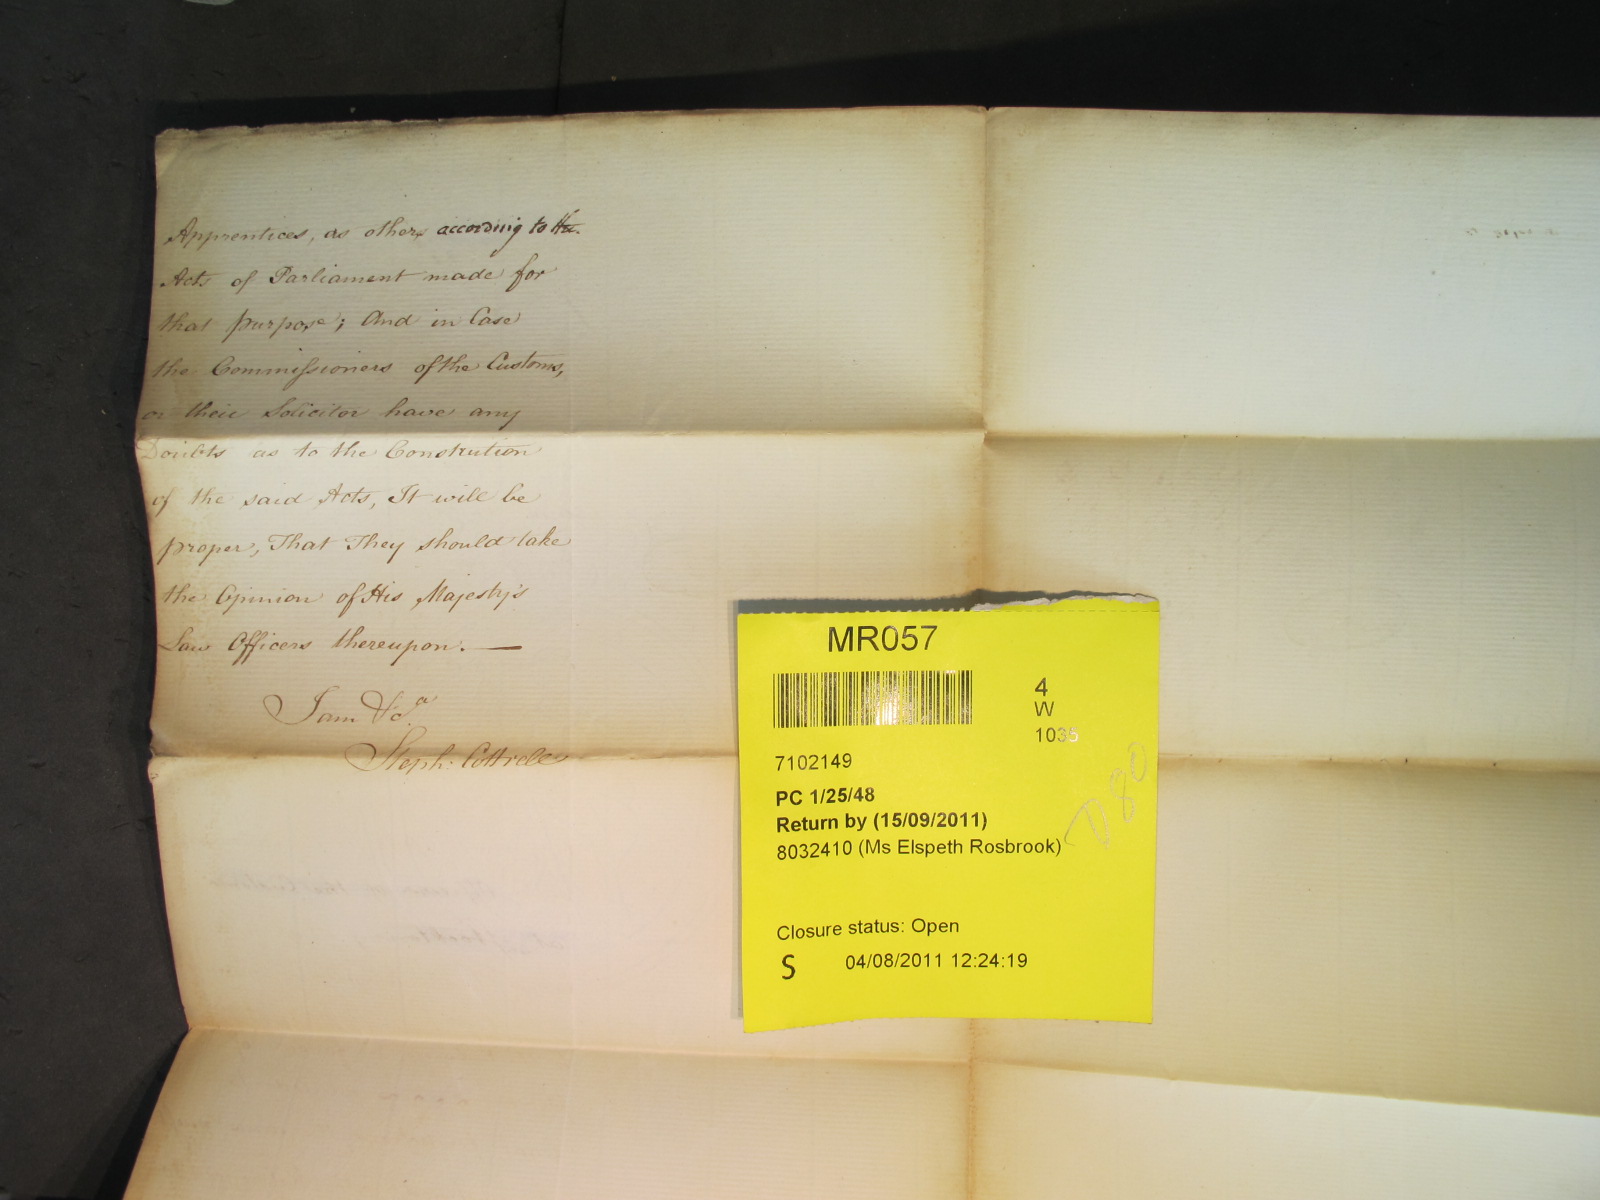 Apprentices, as others according to the
Acts of Parliament made for
that purpose; And in Case
the Commissioners of the Customs,
or their Solicitor have any
Doubts as to the Constrution
of the said Acts, It will be
proper, That They should take
the Opinion of His Majesty's
Law Officers thereupon. —
I am &c.a
Steph: Cottrell
MR057
4
W
1035
7102149
PC 1/25/48
Return by (15/09/2011)
8032410 (Ms Elspeth Rosbrook)
D80
Closure status: Open
S 04/08/2011 12:24:19